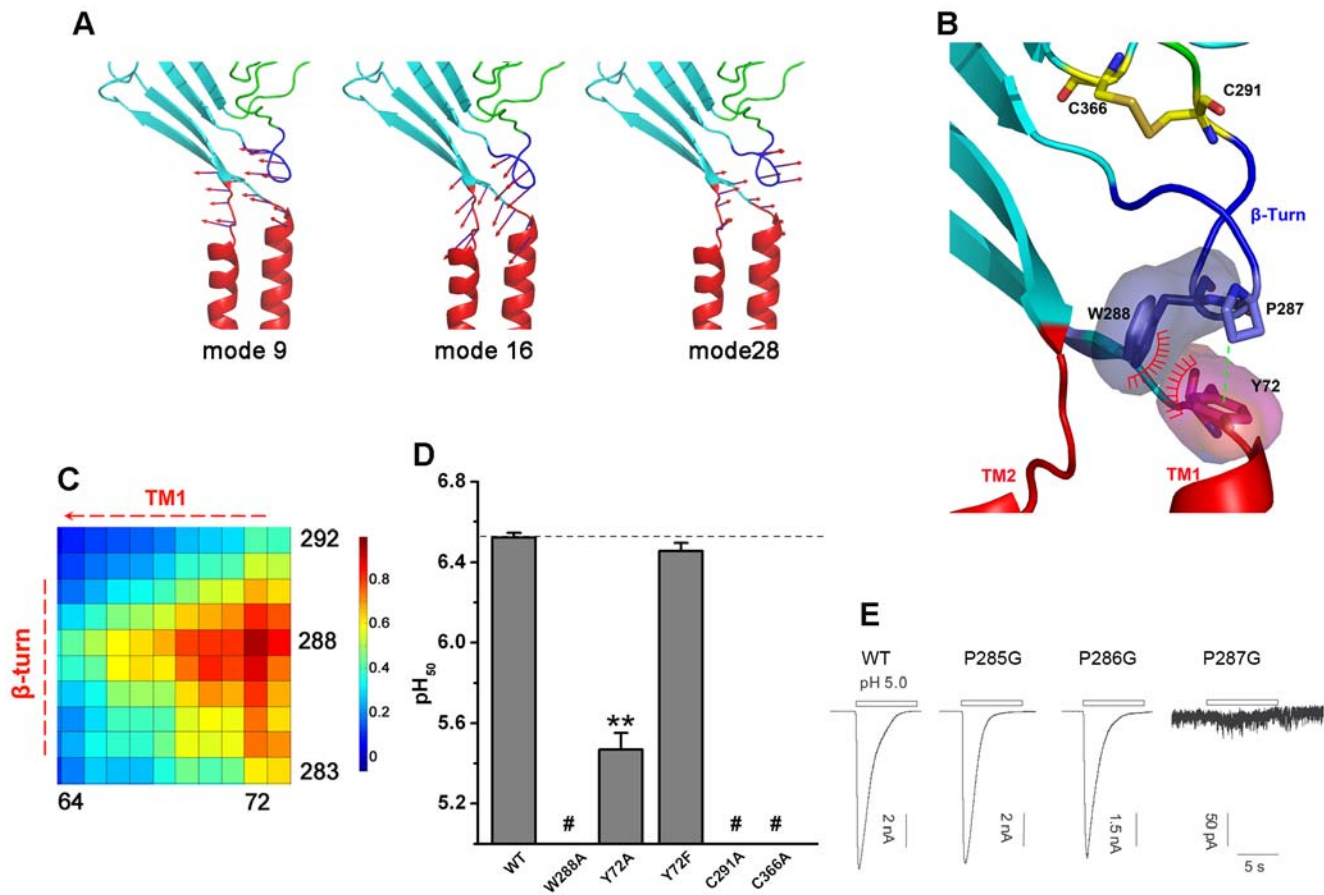 A
mode 9
mode 16
mode28
B
C366
C291
β-Turn
W288
P287
Y72
TM2
TM1
C
TM1
β-turn
292
288
283
64
72
0.8
0.6
0.4
0.2
0
D
pH50
6.8
6.4
6.0
5.6
5.2
#
**
#
#
WT
W288A
Y72A
Y72F
C291A
C366A
E
WT
P285G
P286G
P287G
pH 5.0
2 nA
2 nA
1.5 nA
50 pA
5 s